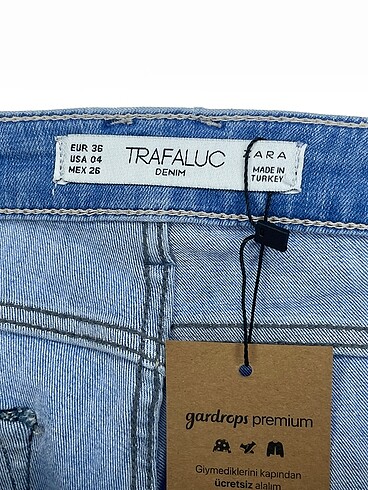 EUR 36
USA 04
MEX 26
TRAFALUC
DENIM
ZARA
MADE IN
TURKEY
gardrops premium
Giymediklerini kapından
ücretsiz alalım